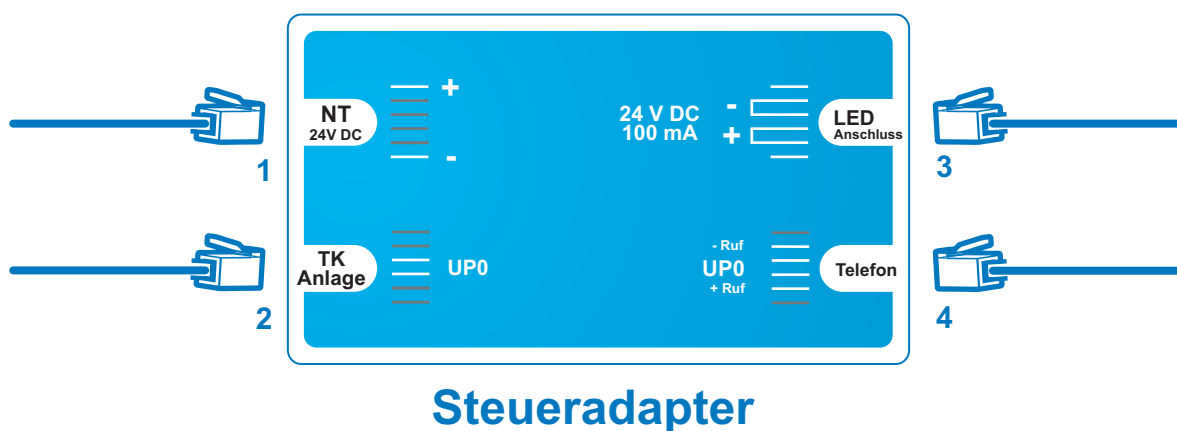 NT
24V DC
+
-
1
24 V DC
100 mA
-
+
LED
Anschluss
3
TK
Anlage
UP0
2
- Ruf
UP0
+ Ruf
Telefon
4
Steueradapter